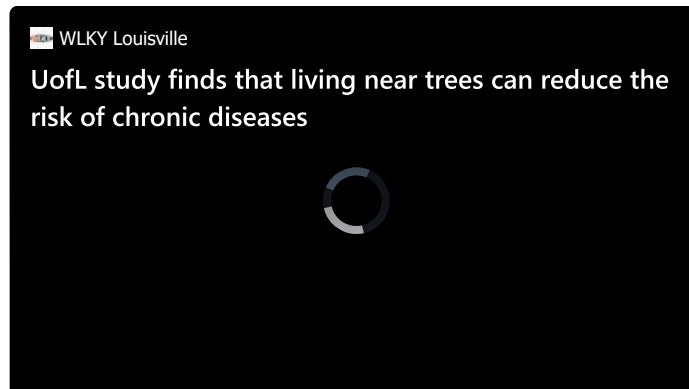 WLKY Louisville
UofL study finds that living near trees can reduce the
risk of chronic diseases